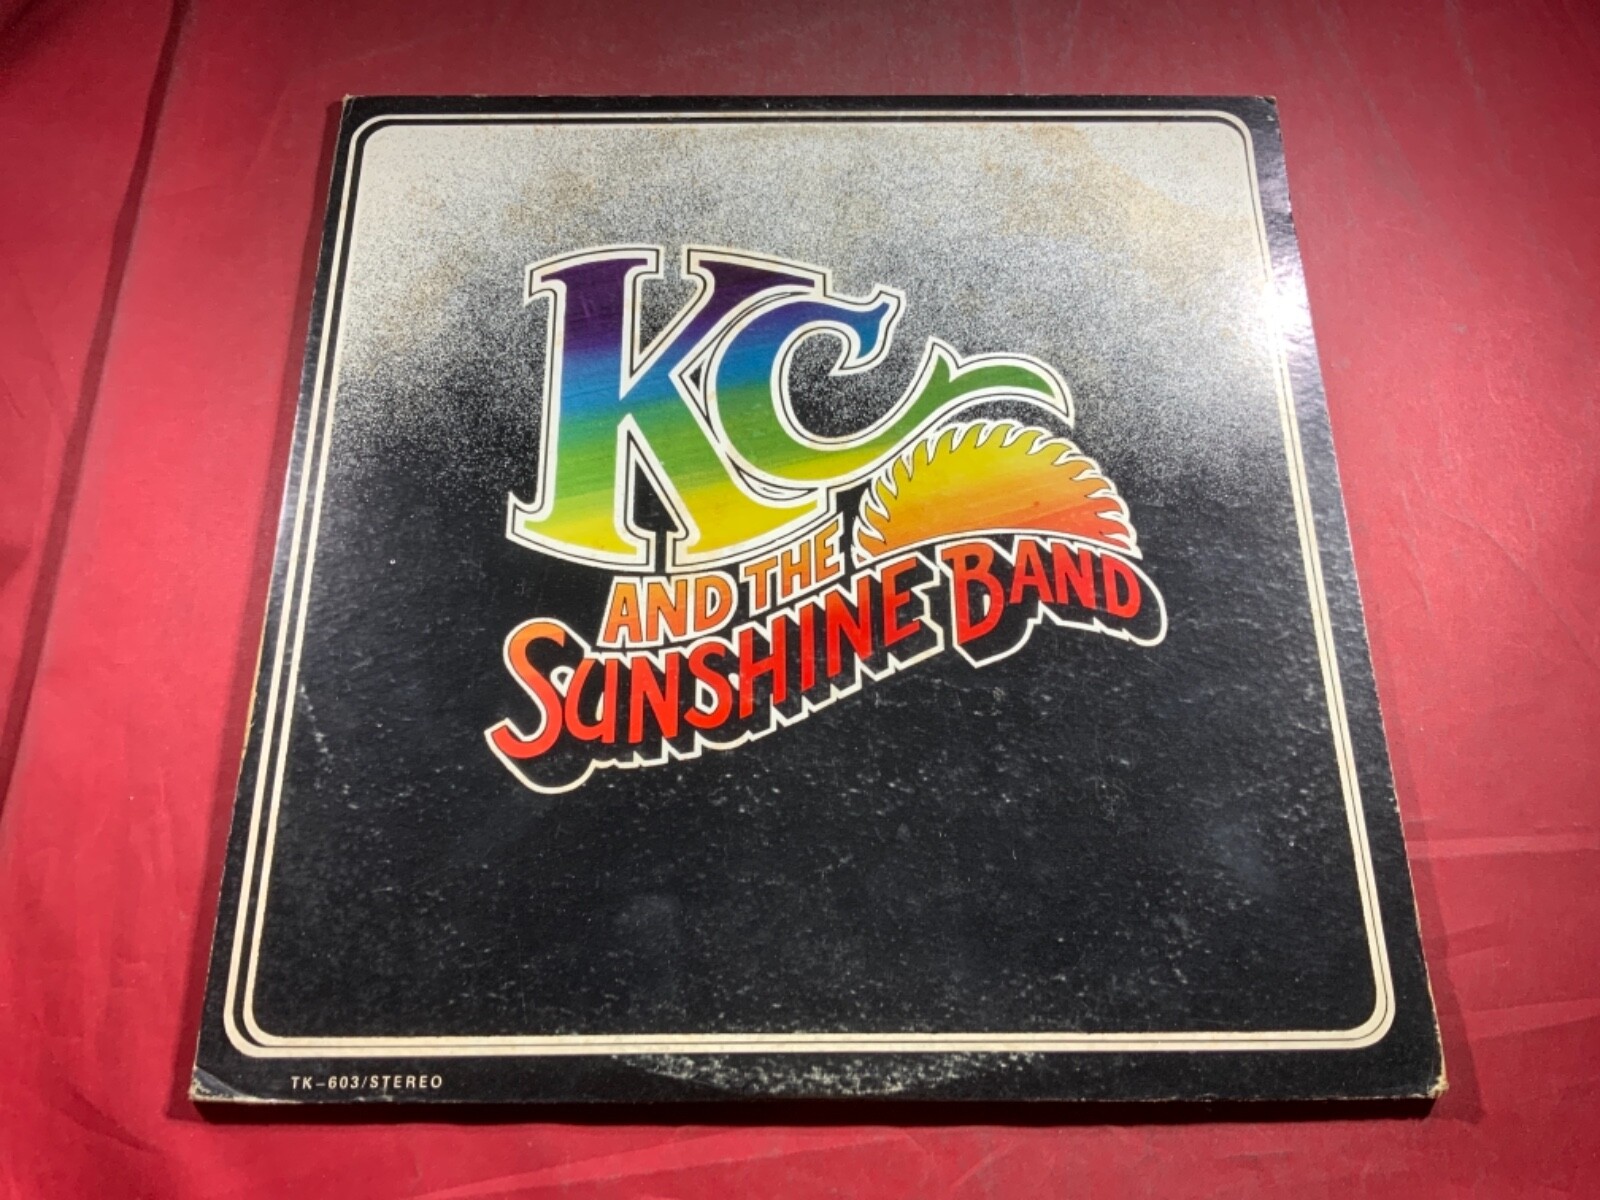 KC
AND THE
SUNSHINE BAND
TK-603/STEREO